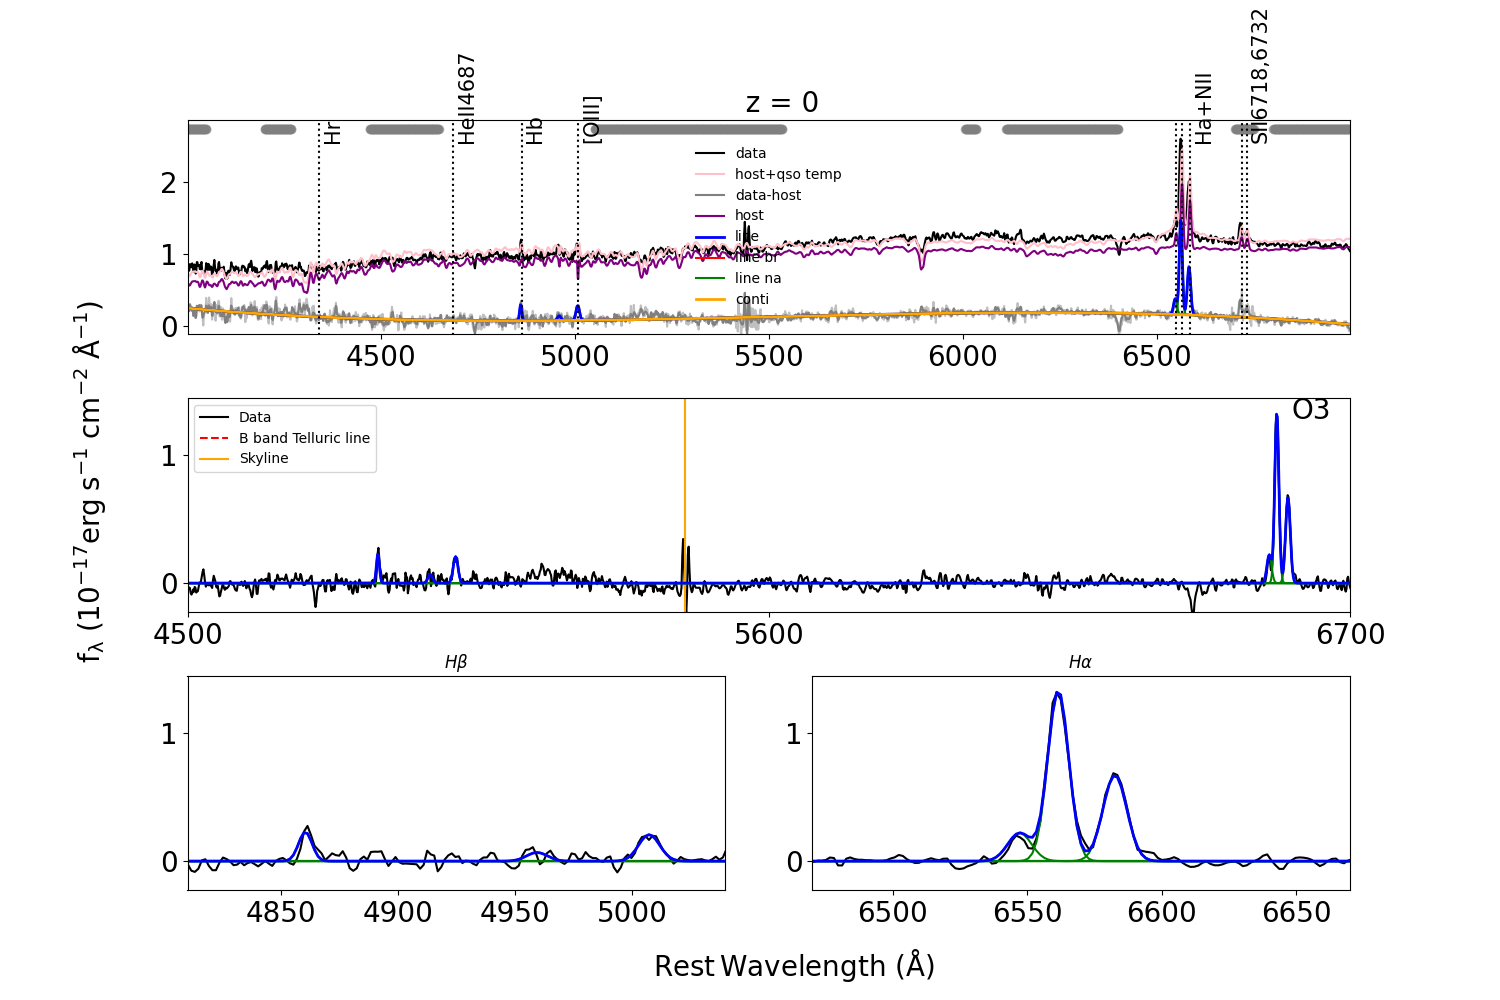 z = 0
Hr
HeII4687
Hb
[OIII]
Ha+NII
SII6718,6732
data
host+qso temp
data-host
host
line
line br
line na
conti
2
1
0
4500
5000
5500
6000
6500
Data
B band Telluric line
Skyline
O3
1
0
4500
5600
6700
fλ (10⁻¹⁷erg s⁻¹ cm⁻² Å⁻¹)
Hβ
1
0
4850
4900
4950
5000
Hα
1
0
6500
6550
6600
6650
Rest Wavelength (Å)